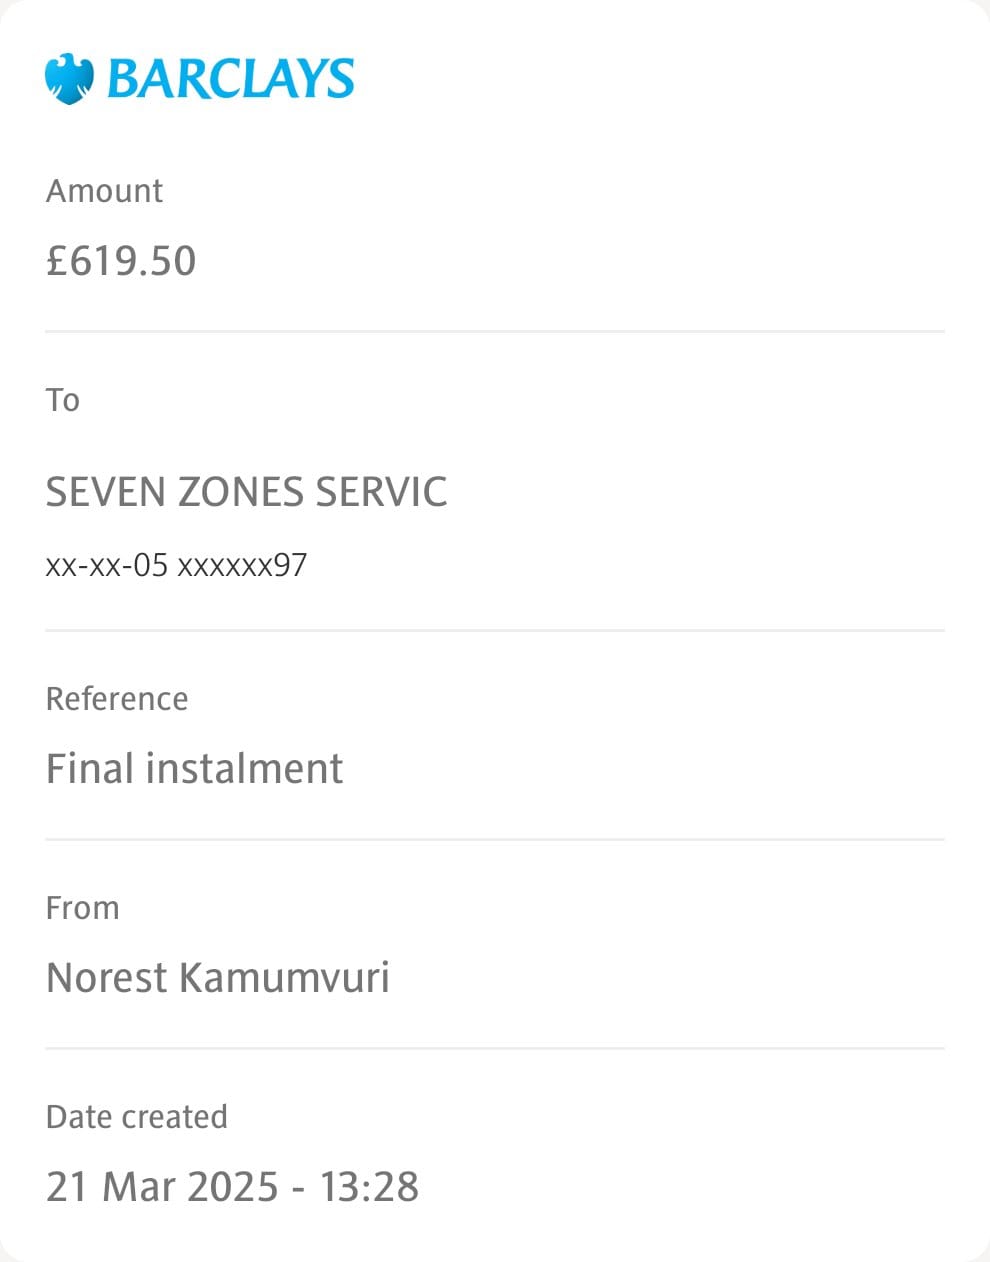 BARCLAYS
Amount
£619.50
To
SEVEN ZONES SERVIC
xx-xx-05 xxxxxx97
Reference
Final instalment
From
Norest Kamumvuri
Date created
21 Mar 2025 - 13:28